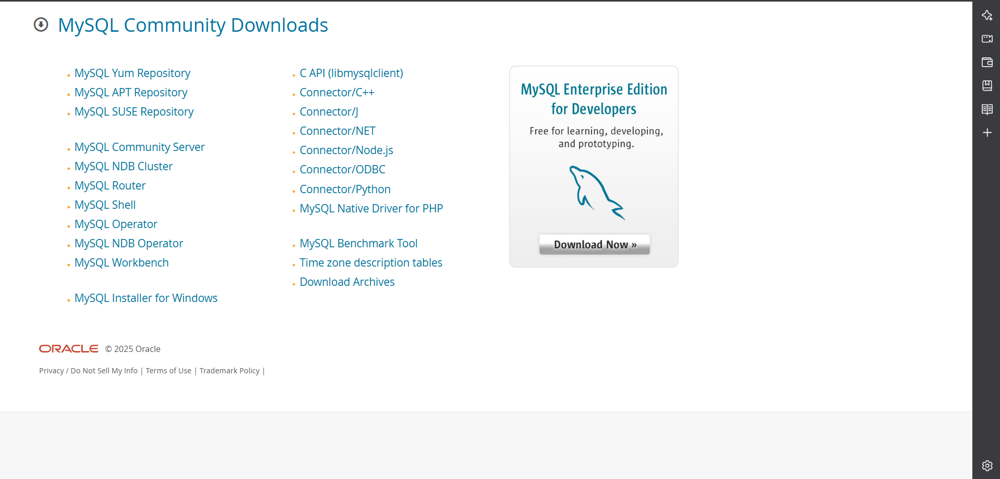 MySQL Community Downloads
MySQL Yum Repository
MySQL APT Repository
MySQL SUSE Repository
MySQL Community Server
MySQL NDB Cluster
MySQL Router
MySQL Shell
MySQL Operator
MySQL NDB Operator
MySQL Workbench
MySQL Installer for Windows
C API (libmysqlclient)
Connector/C++
Connector/J
Connector/NET
Connector/Node.js
Connector/ODBC
Connector/Python
MySQL Native Driver for PHP
MySQL Benchmark Tool
Time zone description tables
Download Archives
MySQL Enterprise Edition
for Developers
Free for learning, developing,
and prototyping.
Download Now »
ORACLE © 2025 Oracle
Privacy / Do Not Sell My Info | Terms of Use | Trademark Policy |